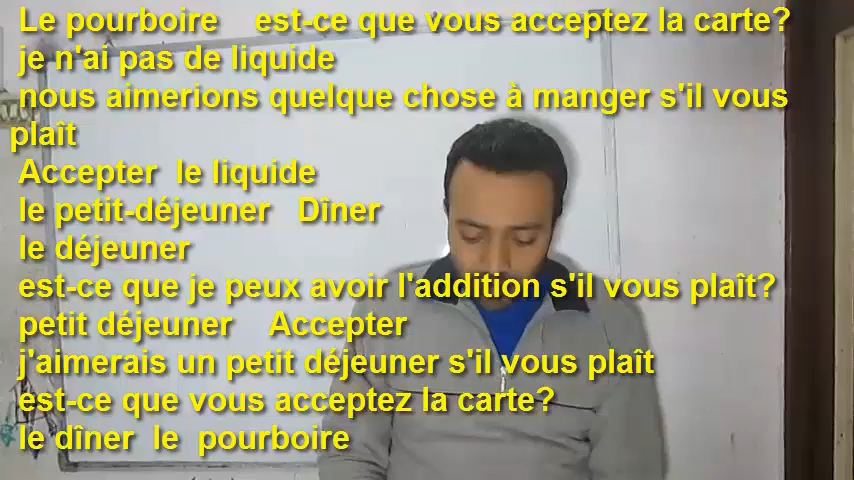 Le pourboire est-ce que vous acceptez la carte?
je n'ai pas de liquide
nous aimerions quelque chose à manger s'il vous
plaît
Accepter le liquide
le petit-déjeuner Dîner
le déjeuner
est-ce que je peux avoir l'addition s'il vous plaît?
petit déjeuner Accepter
j'aimerais un petit déjeuner s'il vous plaît
est-ce que vous acceptez la carte?
le dîner le pourboire